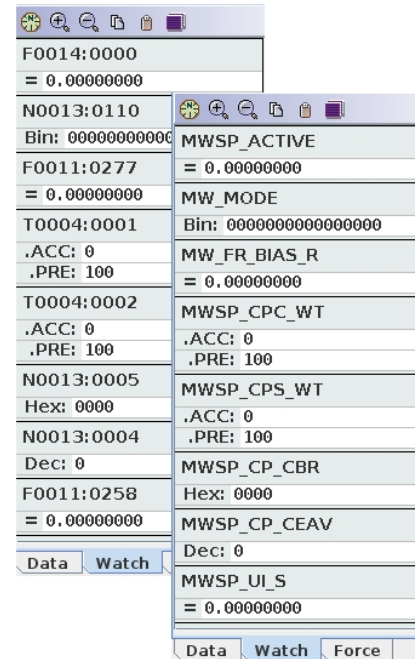 F0014:0000
= 0.00000000
N0013:0110
Bin: 00000000000
F0011:0277
= 0.00000000
T0004:0001
.ACC: 0
.PRE: 100
T0004:0002
.ACC: 0
.PRE: 100
N0013:0005
Hex: 0000
N0013:0004
Dec: 0
F0011:0258
= 0.00000000
Data Watch
MWSP_ACTIVE
= 0.00000000
MW_MODE
Bin: 0000000000000000
MW_FR_BIAS_R
= 0.00000000
MWSP_CPC_WT
.ACC: 0
.PRE: 100
MWSP_CPS_WT
.ACC: 0
.PRE: 100
MWSP_CP_CBR
Hex: 0000
MWSP_CP_CEAV
Dec: 0
MWSP_UI_S
= 0.00000000
Data Watch Force